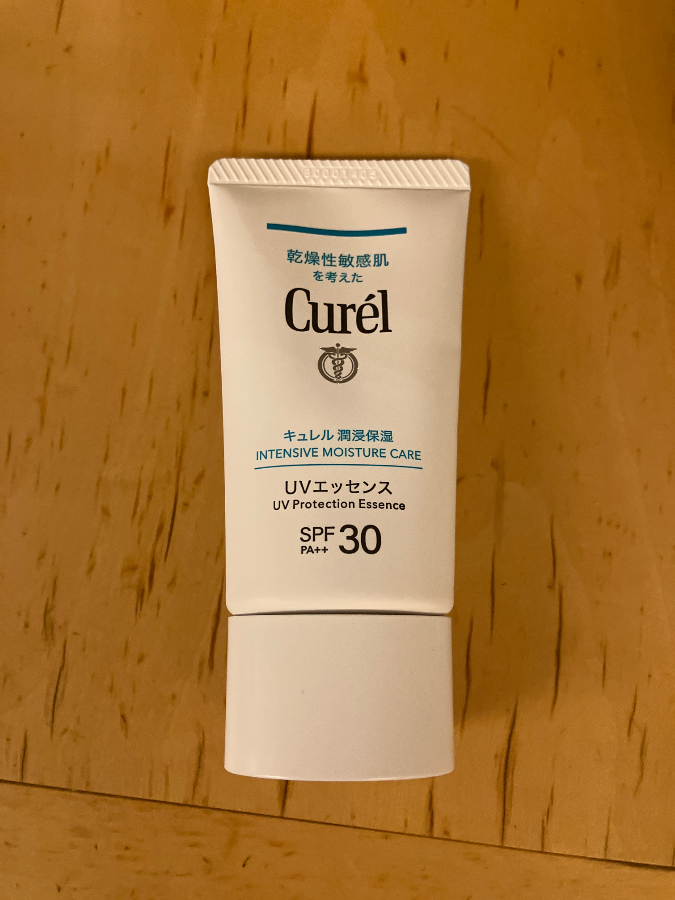 乾燥性敏感肌
を考えた
Curél
キュレル 潤浸保湿
INTENSIVE MOISTURE CARE
UVエッセンス
UV Protection Essence
SPF 30
PA++